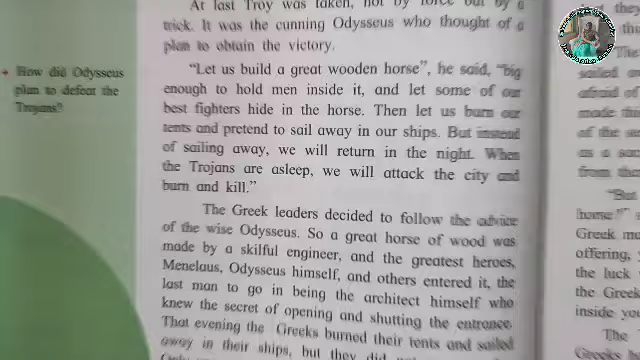 At last Troy was taken, not by force but by a
trick. It was the cunning Odysseus who thought of a
plan to obtain the victory.
"Let us build a great wooden horse", he said, "big
enough to hold men inside it, and let some of our
best fighters hide in the horse. Then let us burn our
tents and pretend to sail away in our ships. But instead
of sailing away, we will return in the night. When
the Trojans are asleep, we will attack the city and
burn and kill."
The Greek leaders decided to follow the advice
of the wise Odysseus. So a great horse of wood was
made by a skilful engineer, and the greatest heroes,
Menelaus, Odysseus himself, and others entered it, the
last man to go in being the architect himself who
knew the secret of opening and shutting the entrance.
That evening the Greeks burned their tents and sailed
away in their ships, but they did
How did Odysseus
plan to defeat the
Trojans?
they
The
sailed
afraid of
made
of the
as a
from
"But
horse!"
Greek
offering,
the luck
the Greek
inside you
The
Greeks